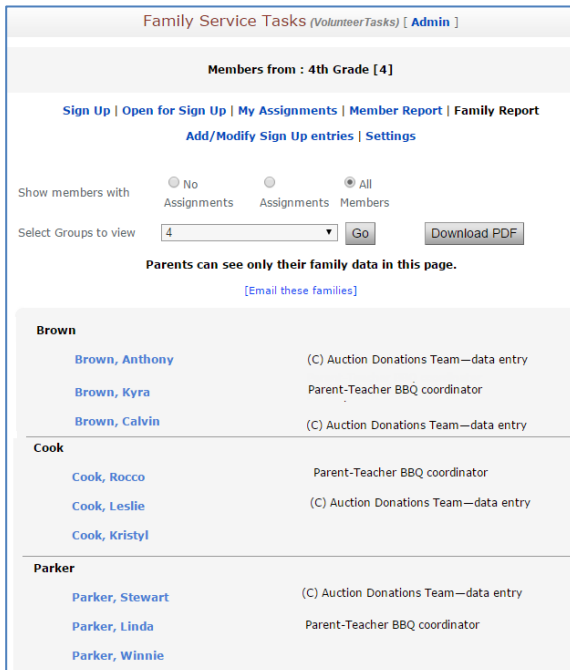 Family Service Tasks (VolunteerTasks) [ Admin ]
Members from : 4th Grade [4]
Sign Up | Open for Sign Up | My Assignments | Member Report | Family Report
Add/Modify Sign Up entries | Settings
Show members with No Assignments Assignments All Members
Select Groups to view 4 Go Download PDF
Parents can see only their family data in this page.
[Email these families]
Brown
Brown, Anthony (C) Auction Donations Team—data entry
Brown, Kyra Parent-Teacher BBQ coordinator
Brown, Calvin (C) Auction Donations Team—data entry
Cook
Cook, Rocco Parent-Teacher BBQ coordinator
Cook, Leslie (C) Auction Donations Team—data entry
Cook, Kristyl
Parker
Parker, Stewart (C) Auction Donations Team—data entry
Parker, Linda Parent-Teacher BBQ coordinator
Parker, Winnie